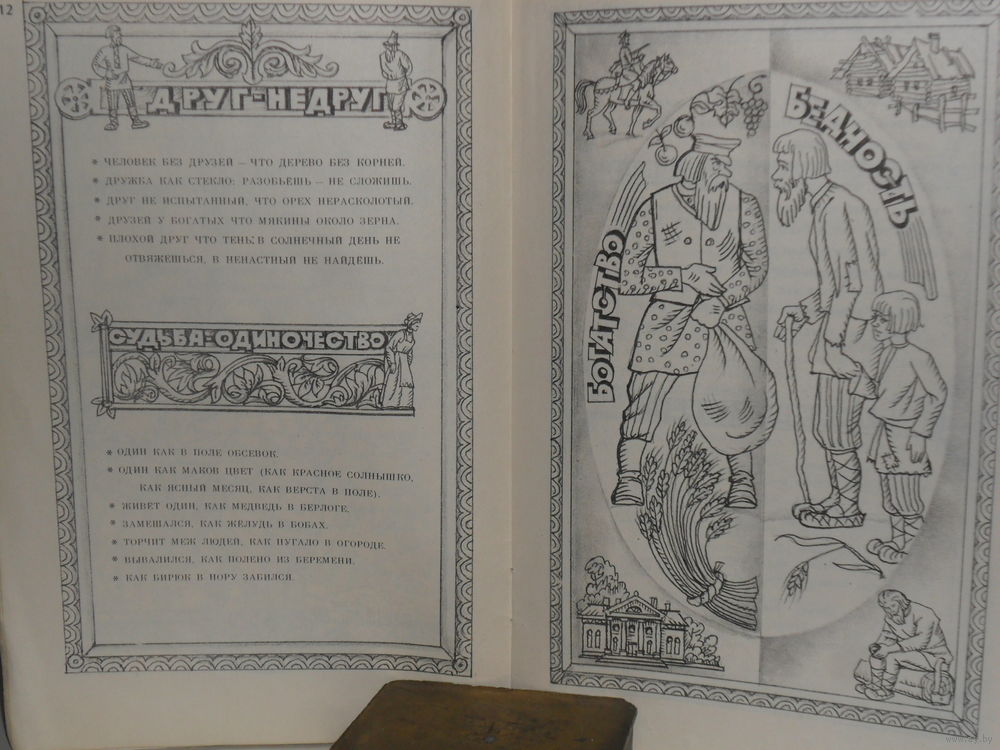 12
ДРУГ-НЕДРУГ
* ЧЕЛОВЕК БЕЗ ДРУЗЕЙ — ЧТО ДЕРЕВО БЕЗ КОРНЕЙ.
* ДРУЖБА КАК СТЕКЛО: РАЗОБЬЁШЬ — НЕ СЛОЖИШЬ.
* ДРУГ НЕ ИСПЫТАННЫЙ, ЧТО ОРЕХ НЕРАСКОЛОТЫЙ.
* ДРУЗЕЙ У БОГАТЫХ ЧТО МЯКИНЫ ОКОЛО ЗЕРНА.
* ПЛОХОЙ ДРУГ ЧТО ТЕНЬ: В СОЛНЕЧНЫЙ ДЕНЬ НЕ
ОТВЯЖЕШЬСЯ, В НЕНАСТНЫЙ НЕ НАЙДЁШЬ.
СУДЬБА-ОДИНОЧЕСТВО
* ОДИН КАК В ПОЛЕ ОБСЕВОК.
* ОДИН КАК МАКОВ ЦВЕТ (КАК КРАСНОЕ СОЛНЫШКО,
КАК ЯСНЫЙ МЕСЯЦ, КАК ВЕРСТА В ПОЛЕ).
* ЖИВЁТ ОДИН, КАК МЕДВЕДЬ В БЕРЛОГЕ.
* ЗАМЕШАЛСЯ, КАК ЖЁЛУДЬ В БОБАХ.
* ТОРЧИТ МЕЖ ЛЮДЕЙ, КАК ПУГАЛО В ОГОРОДЕ.
* ВЫВАЛИЛСЯ, КАК ПОЛЕНО ИЗ БЕРЕМЕНИ.
* КАК БИРЮК В НОРУ ЗАБИЛСЯ.
БОГАТСТВО
БЕДНОСТЬ